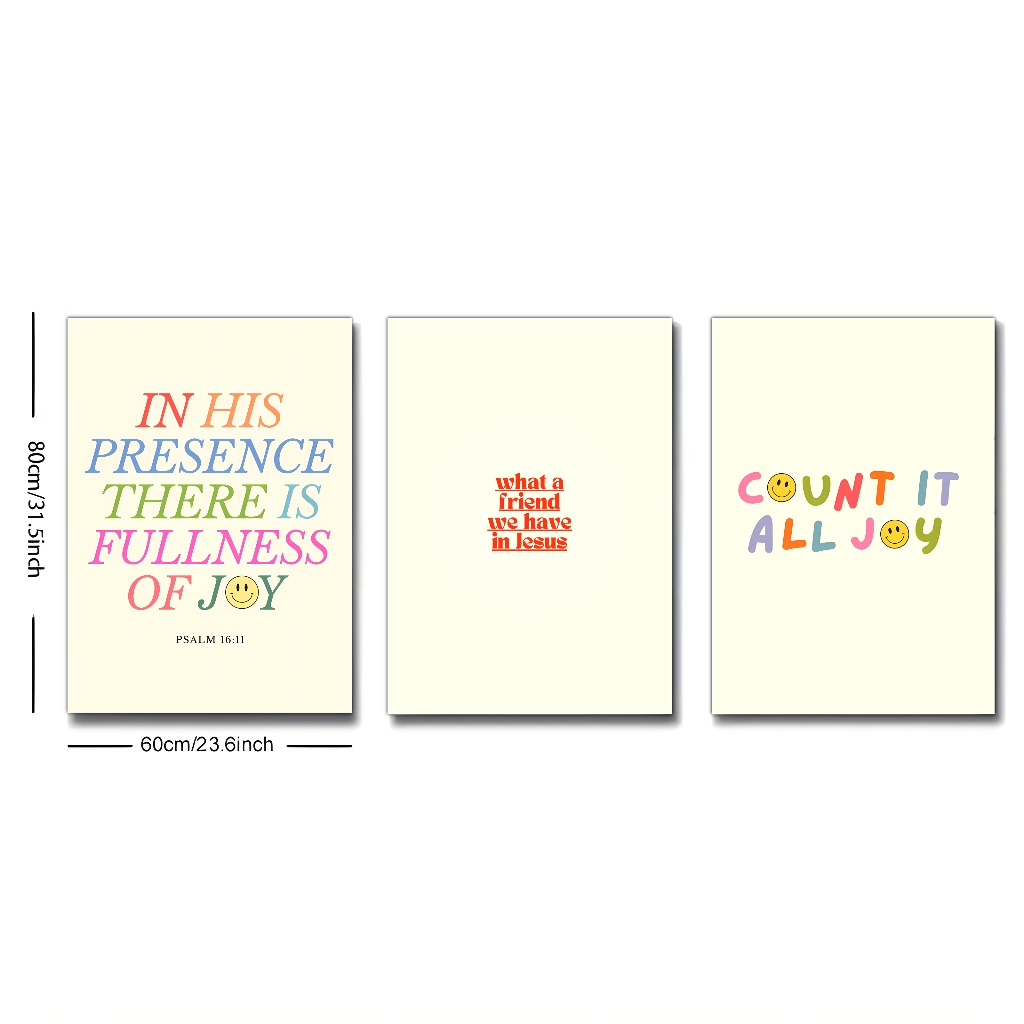 80cm/31.5inch
IN HIS
PRESENCE
THERE IS
FULLNESS
OF JOY
PSALM 16:11
60cm/23.6inch
what a
friend
we have
in Jesus
COUNT IT
ALL JOY